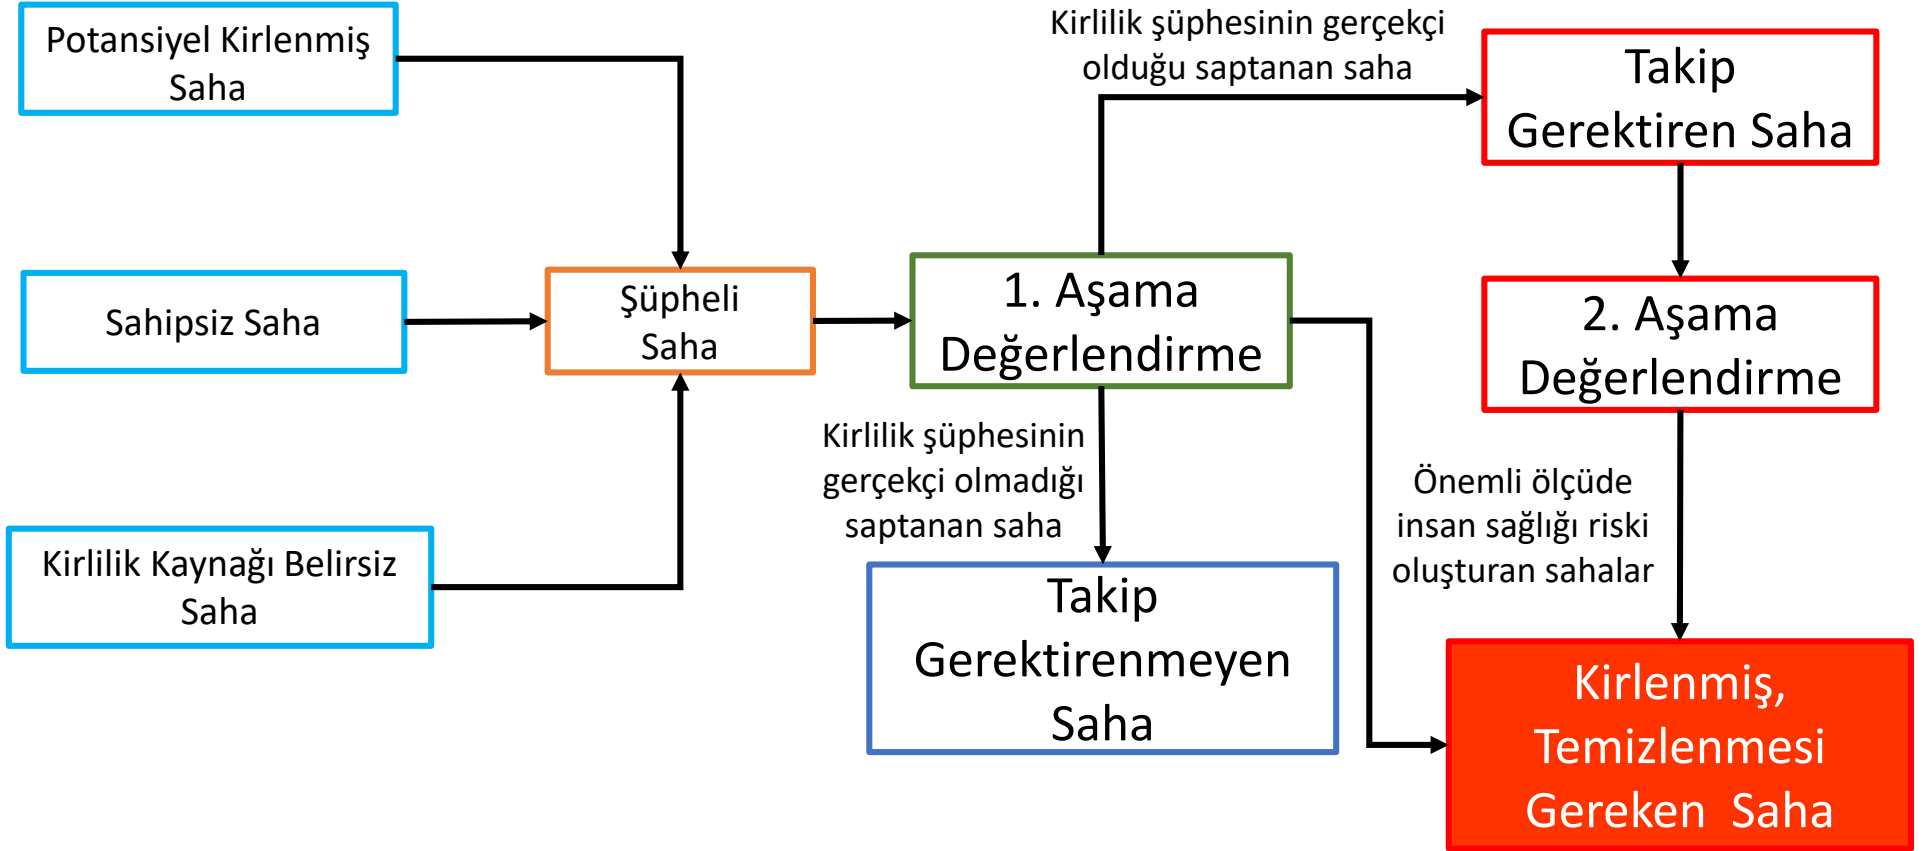 Potansiyel Kirlenmiş
Saha
Sahipsiz Saha
Kirlilik Kaynağı Belirsiz
Saha
Şüpheli
Saha
1. Aşama
Değerlendirme
Kirlilik şüphesinin gerçekçi
olduğu saptanan saha
Takip
Gerektiren Saha
2. Aşama
Değerlendirme
Kirlilik şüphesinin
gerçekçi olmadığı
saptanan saha
Takip
Gerektirenmeyen
Saha
Önemli ölçüde
insan sağlığı riski
oluşturan sahalar
Kirlenmiş,
Temizlenmesi
Gereken Saha